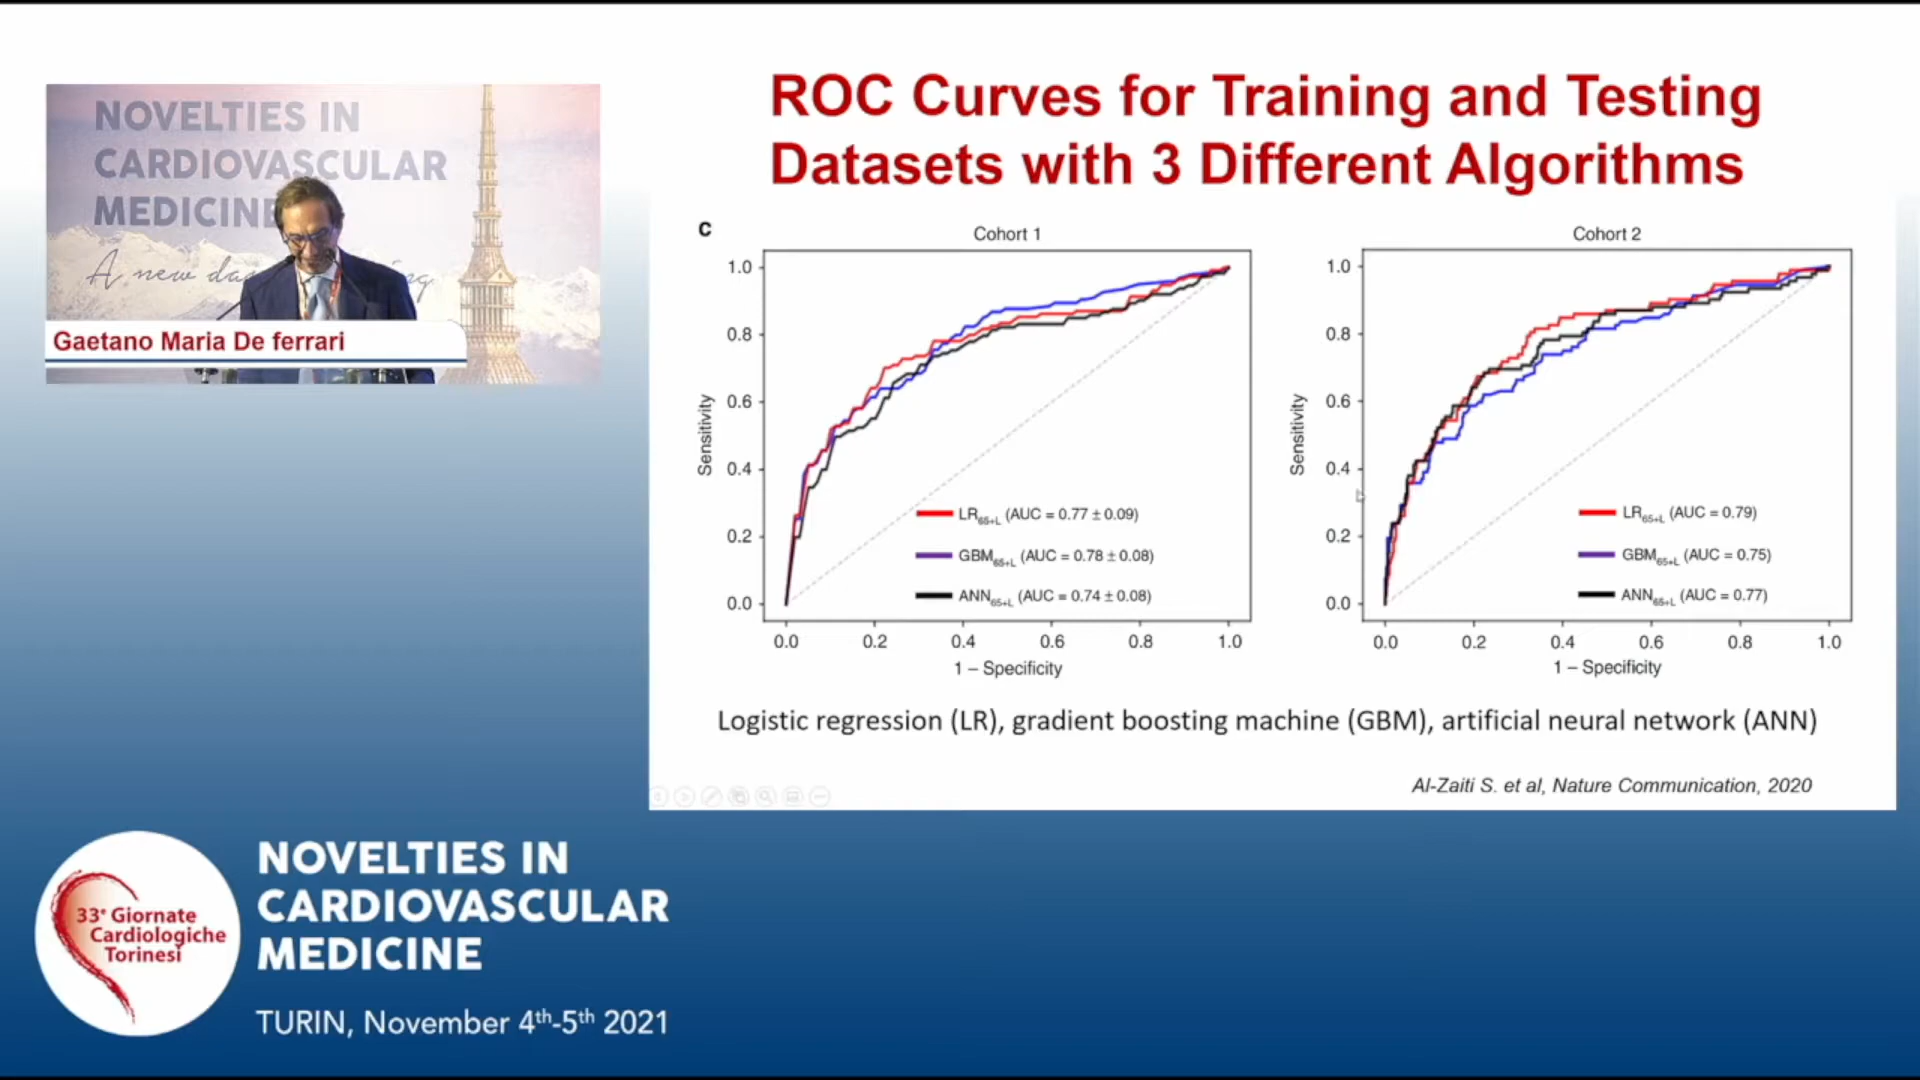 NOVELTIES IN
CARDIOVASCULAR
MEDICINE
A new da
Gaetano Maria De ferrari
ROC Curves for Training and Testing
Datasets with 3 Different Algorithms
c
Cohort 1
1.0
0.8
0.6
0.4
0.2
0.0
Sensitivity
LR65+L (AUC = 0.77 ± 0.09)
GBM65+L (AUC = 0.78 ± 0.08)
ANN65+L (AUC = 0.74 ± 0.08)
0.0 0.2 0.4 0.6 0.8 1.0
1 – Specificity
Cohort 2
1.0
0.8
0.6
0.4
0.2
0.0
Sensitivity
LR65+L (AUC = 0.79)
GBM65+L (AUC = 0.75)
ANN65+L (AUC = 0.77)
0.0 0.2 0.4 0.6 0.8 1.0
1 – Specificity
Logistic regression (LR), gradient boosting machine (GBM), artificial neural network (ANN)
Al-Zaiti S. et al, Nature Communication, 2020
33° Giornate
Cardiologiche
Torinesi
NOVELTIES IN
CARDIOVASCULAR
MEDICINE
TURIN, November 4th-5th 2021